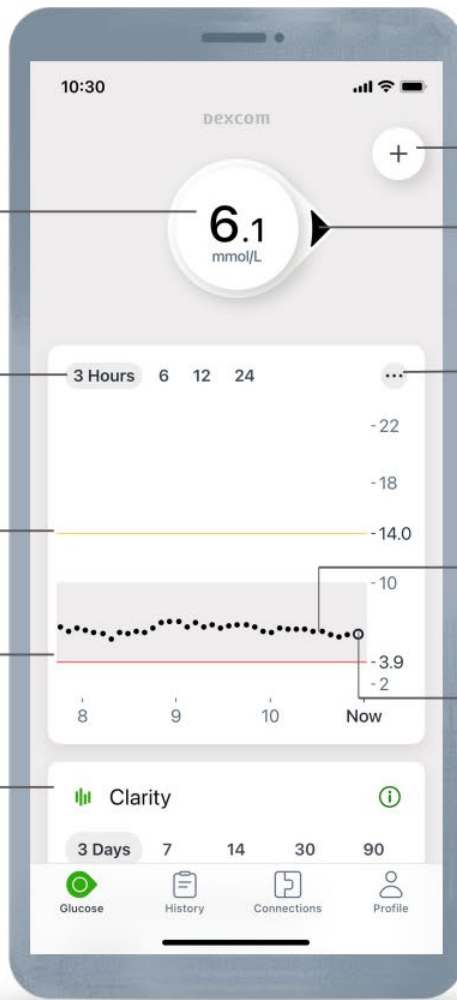 10:30
Dexcom
+
6.1
mmol/L
3 Hours 6 12 24
22
18
14.0
10
3.9
2
8 9 10 Now
Clarity
3 Days 7 14 30 90
Glucose History Connections Profile